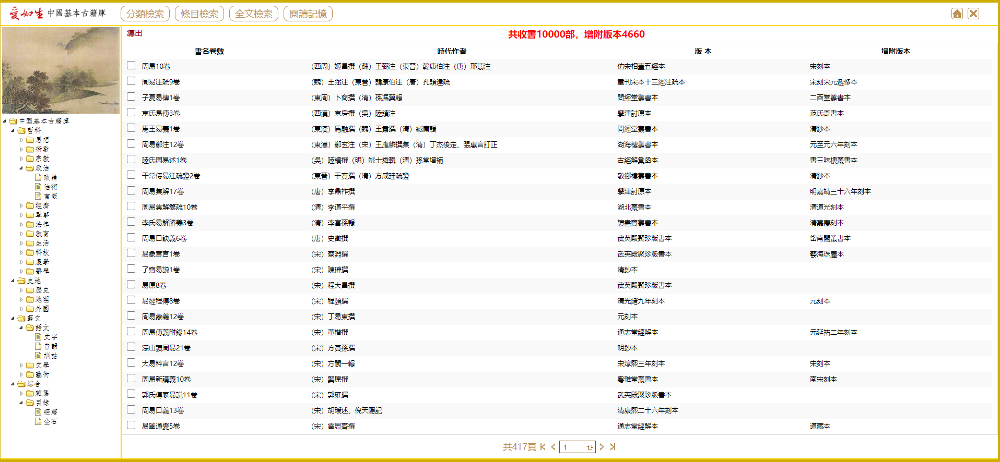 愛如生 中國基本古籍庫 分類檢索 條目檢索 全文檢索 閱讀記憶
導出 共收書10000部，增附版本4660
中國基本古籍庫
哲科
思想
術數
宗教
政治
政論
治術
官箴
經濟
軍事
法律
教育
生活
科技
農學
醫學
史地
歷史
地理
外國
藝文
語文
文字
音韻
訓詁
文學
藝術
綜合
雜纂
目錄
經籍
金石
書名卷數 時代作者 版 本 增附版本
周易10卷 （西周）姬昌撰（魏）王弼注（東晉）韓康伯注（唐）邢璹注 仿宋相臺五經本 宋刻本
周易注疏9卷 （魏）王弼注（東晉）韓康伯注（唐）孔穎達疏 重刊宋本十三經注疏本 宋刻宋元遞修本
子夏易傳1卷 （東周）卜商撰（清）孫馮翼輯 問經堂叢書本 二酉堂叢書本
京氏易傳3卷 （西漢）京房撰（吳）陸績注 學津討原本 范氏奇書本
馬王易義1卷 （東漢）馬融撰（魏）王肅撰（清）臧庸輯 問經堂叢書本 清鈔本
周易鄭注12卷 （東漢）鄭玄注（宋）王應麟撰集（清）丁杰後定、張惠言訂正 湖海樓叢書本 元至元六年刻本
陸氏周易述1卷 （吳）陸績撰（明）姚士粦輯（清）孫堂增補 古經解彙函本 書三味樓叢書本
干常侍易注疏證2卷 （東晉）干寶撰（清）方成珪疏證 敬鄉樓叢書本 清鈔本
周易集解17卷 （唐）李鼎祚撰 學津討原本 明嘉靖三十六年刻本
周易集解纂疏10卷 （清）李道平撰 湖北叢書本 清道光刻本
李氏易解賸義3卷 （清）李富孫輯 讀畫齋叢書本 清嘉慶刻本
周易口訣義6卷 （唐）史徵撰 武英殿聚珍版書本 岱南閣叢書本
易象意言1卷 （宋）蔡淵撰 武英殿聚珍版書本 藝海珠塵本
了齋易説1卷 （宋）陳瓘撰 清鈔本
易原8卷 （宋）程大昌撰 武英殿聚珍版書本
易經程傳8卷 （宋）程頤撰 清光緒九年刻本 元刻本
周易象義12卷 （宋）丁易東撰 元刻本
周易傳義附錄14卷 （宋）董楷撰 通志堂經解本 元延祐二年刻本
淙山讀周易21卷 （宋）方實孫撰 明鈔本
大易粹言12卷 （宋）方聞一輯 宋淳熙三年刻本 宋刻本
周易新講義10卷 （宋）龔原撰 粵雅堂叢書本 南宋刻本
郭氏傳家易説11卷 （宋）郭雍撰 武英殿聚珍版書本
周易口義13卷 （宋）胡瑗述、倪天隱記 清康熙二十六年刻本
易圖通變5卷 （宋）雷思齊撰 通志堂經解本 道藏本
共417頁 1